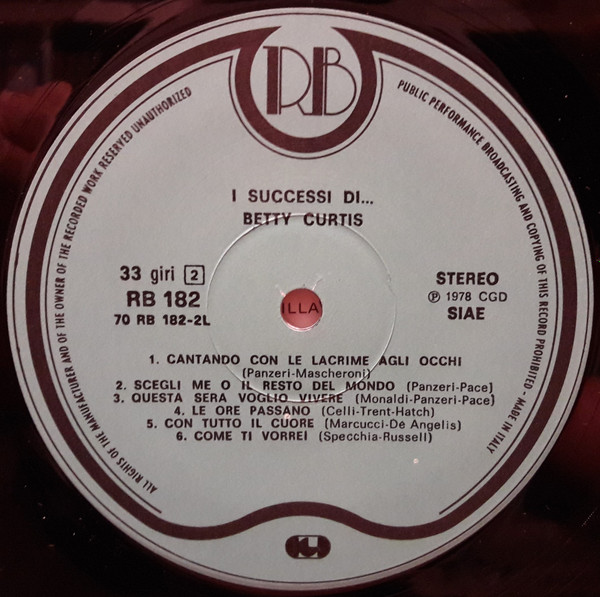 RB
PUBLIC PERFORMANCE BROADCASTING AND COPYING OF THIS RECORD PROHIBITED - MADE IN ITALY
ALL RIGHTS OF THE MANUFACTURER AND OF THE OWNER OF THE RECORDED WORK RESERVED UNAUTHORIZED
I SUCCESSI DI...
BETTY CURTIS
33 giri 2
RB 182
70 RB 182-2L
ILLA
STEREO
℗ 1978 CGD
SIAE
1. CANTANDO CON LE LACRIME AGLI OCCHI
(Panzeri-Mascheroni)
2. SCEGLI ME O IL RESTO DEL MONDO (Panzeri-Pace)
3. QUESTA SERA VOGLIO VIVERE (Monaldi-Panzeri-Pace)
4. LE ORE PASSANO (Celli-Trent-Hatch)
5. CON TUTTO IL CUORE (Marcucci-De Angelis)
6. COME TI VORREI (Specchia-Russell)